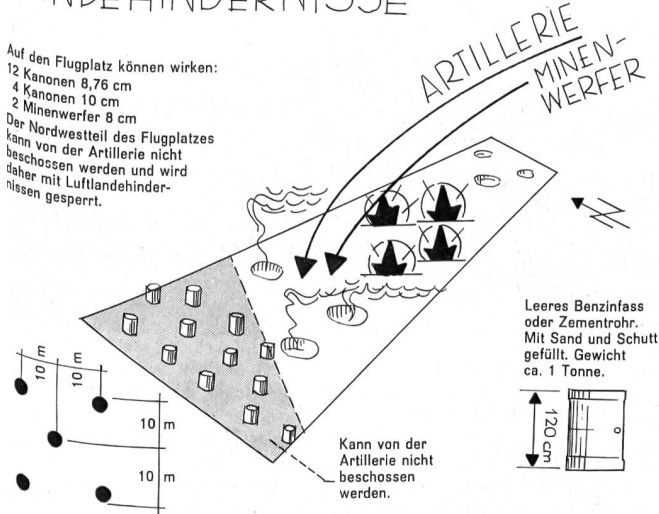 NDEHINDERNISSE
Auf den Flugplatz können wirken:
12 Kanonen 8,76 cm
4 Kanonen 10 cm
2 Minenwerfer 8 cm
Der Nordwestteil des Flugplatzes
kann von der Artillerie nicht
beschossen werden und wird
daher mit Luftlandehinder-
nissen gesperrt.
ARTILLERIE
MINEN-
WERFER
Leeres Benzinfass
oder Zementrohr.
Mit Sand und Schutt
gefüllt. Gewicht
ca. 1 Tonne.
120 cm
10 m
10 m
10 m
10 m
Kann von der
Artillerie nicht
beschossen
werden.